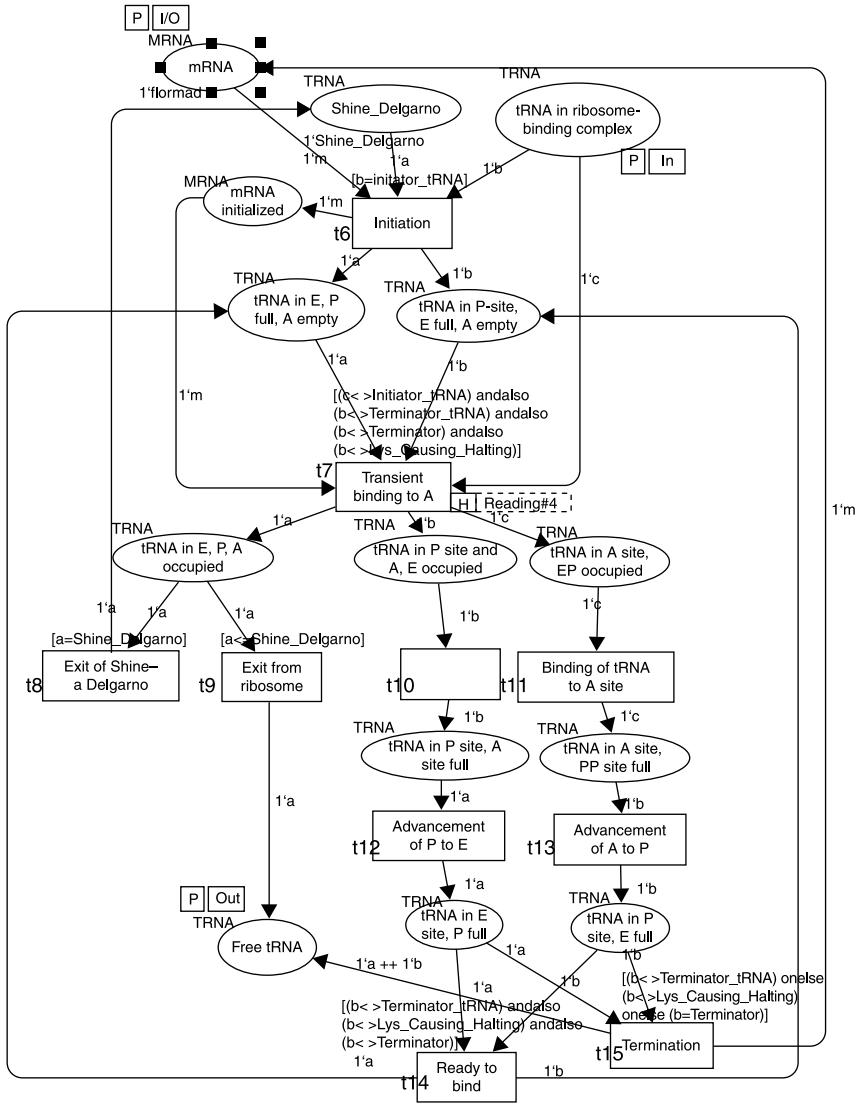 P I/O
MRNA
mRNA
1'flormad
TRNA
Shine_Delgarno
1'Shine_Delgarno
TRNA
tRNA in ribosome-
binding complex
P In
1'm
1'a
1'b
[b=initator_tRNA]
MRNA
mRNA
initialized
1'm
t6
Initiation
1'a
1'b
1'c
TRNA
tRNA in E, P
full, A empty
TRNA
tRNA in P-site,
E full, A empty
1'a
1'b
1'm
[(c< >Initiator_tRNA) andalso
(b< >Terminator_tRNA) andalso
(b< >Terminator) andalso
(b< >Lys_Causing_Halting)]
t7
Transient
binding to A
H Reading#4
1'm
1'a
1'b
1'c
TRNA
tRNA in E, P, A
occupied
TRNA
tRNA in P site and
A, E occupied
TRNA
tRNA in A site,
EP oocupied
1'a
1'a
1'a
1'b
1'c
[a=Shine_Delgarno]
[a<>Shine_Delgarno]
t8
Exit of Shine–
a Delgarno
t9
Exit from
ribosome
t10
t11
Binding of tRNA
to A site
1'b
1'c
TRNA
tRNA in P site, A
site full
TRNA
tRNA in A site,
PP site full
1'a
1'a
1'b
t12
Advancement
of P to E
t13
Advancement
of A to P
1'a
1'b
P Out
TRNA
Free tRNA
TRNA
tRNA in E
site, P full
TRNA
tRNA in P
site, E full
1'a ++ 1'b
1'a
1'a
1'b
1'b
[(b< >Terminator_tRNA) onelse
(b< >Lys_Causing_Halting)
onelse (b=Terminator)]
[(b< >Terminator_tRNA) andalso
(b< >Lys_Causing_Halting) andalso
(b< >Terminator)]
t15
Termination
1'a
t14
Ready to
bind
1'b